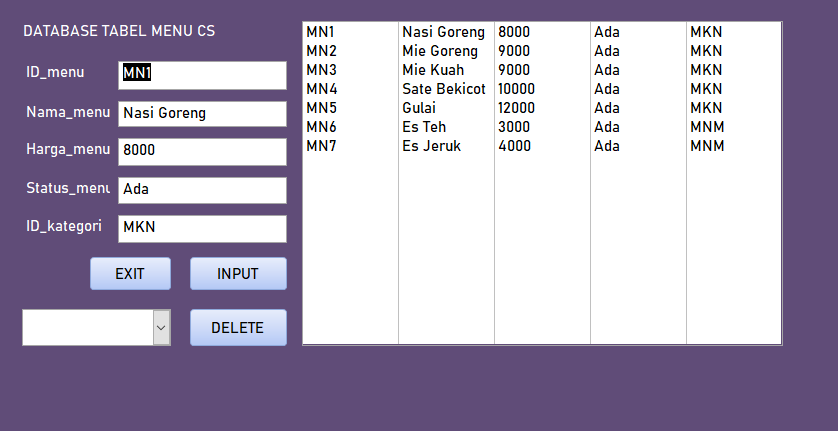 DATABASE TABEL MENU CS
ID_menu MN1
Nama_menu Nasi Goreng
Harga_menu 8000
Status_menu Ada
ID_kategori MKN
EXIT INPUT
DELETE
MN1 Nasi Goreng 8000 Ada MKN
MN2 Mie Goreng 9000 Ada MKN
MN3 Mie Kuah 9000 Ada MKN
MN4 Sate Bekicot 10000 Ada MKN
MN5 Gulai 12000 Ada MKN
MN6 Es Teh 3000 Ada MNM
MN7 Es Jeruk 4000 Ada MNM